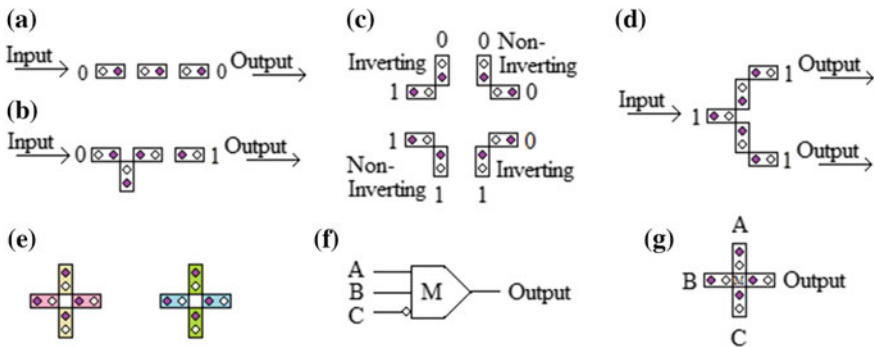 (a)
Input 0 0 Output
(b)
Input 0 1 Output
(c)
0 0 Non-
Inverting Inverting
1 0
1 0
Non-
Inverting 1 1 Inverting
(d)
1 Output
Input 1
1 Output
(e)
(f)
A
B M Output
C
(g)
A
B M Output
C